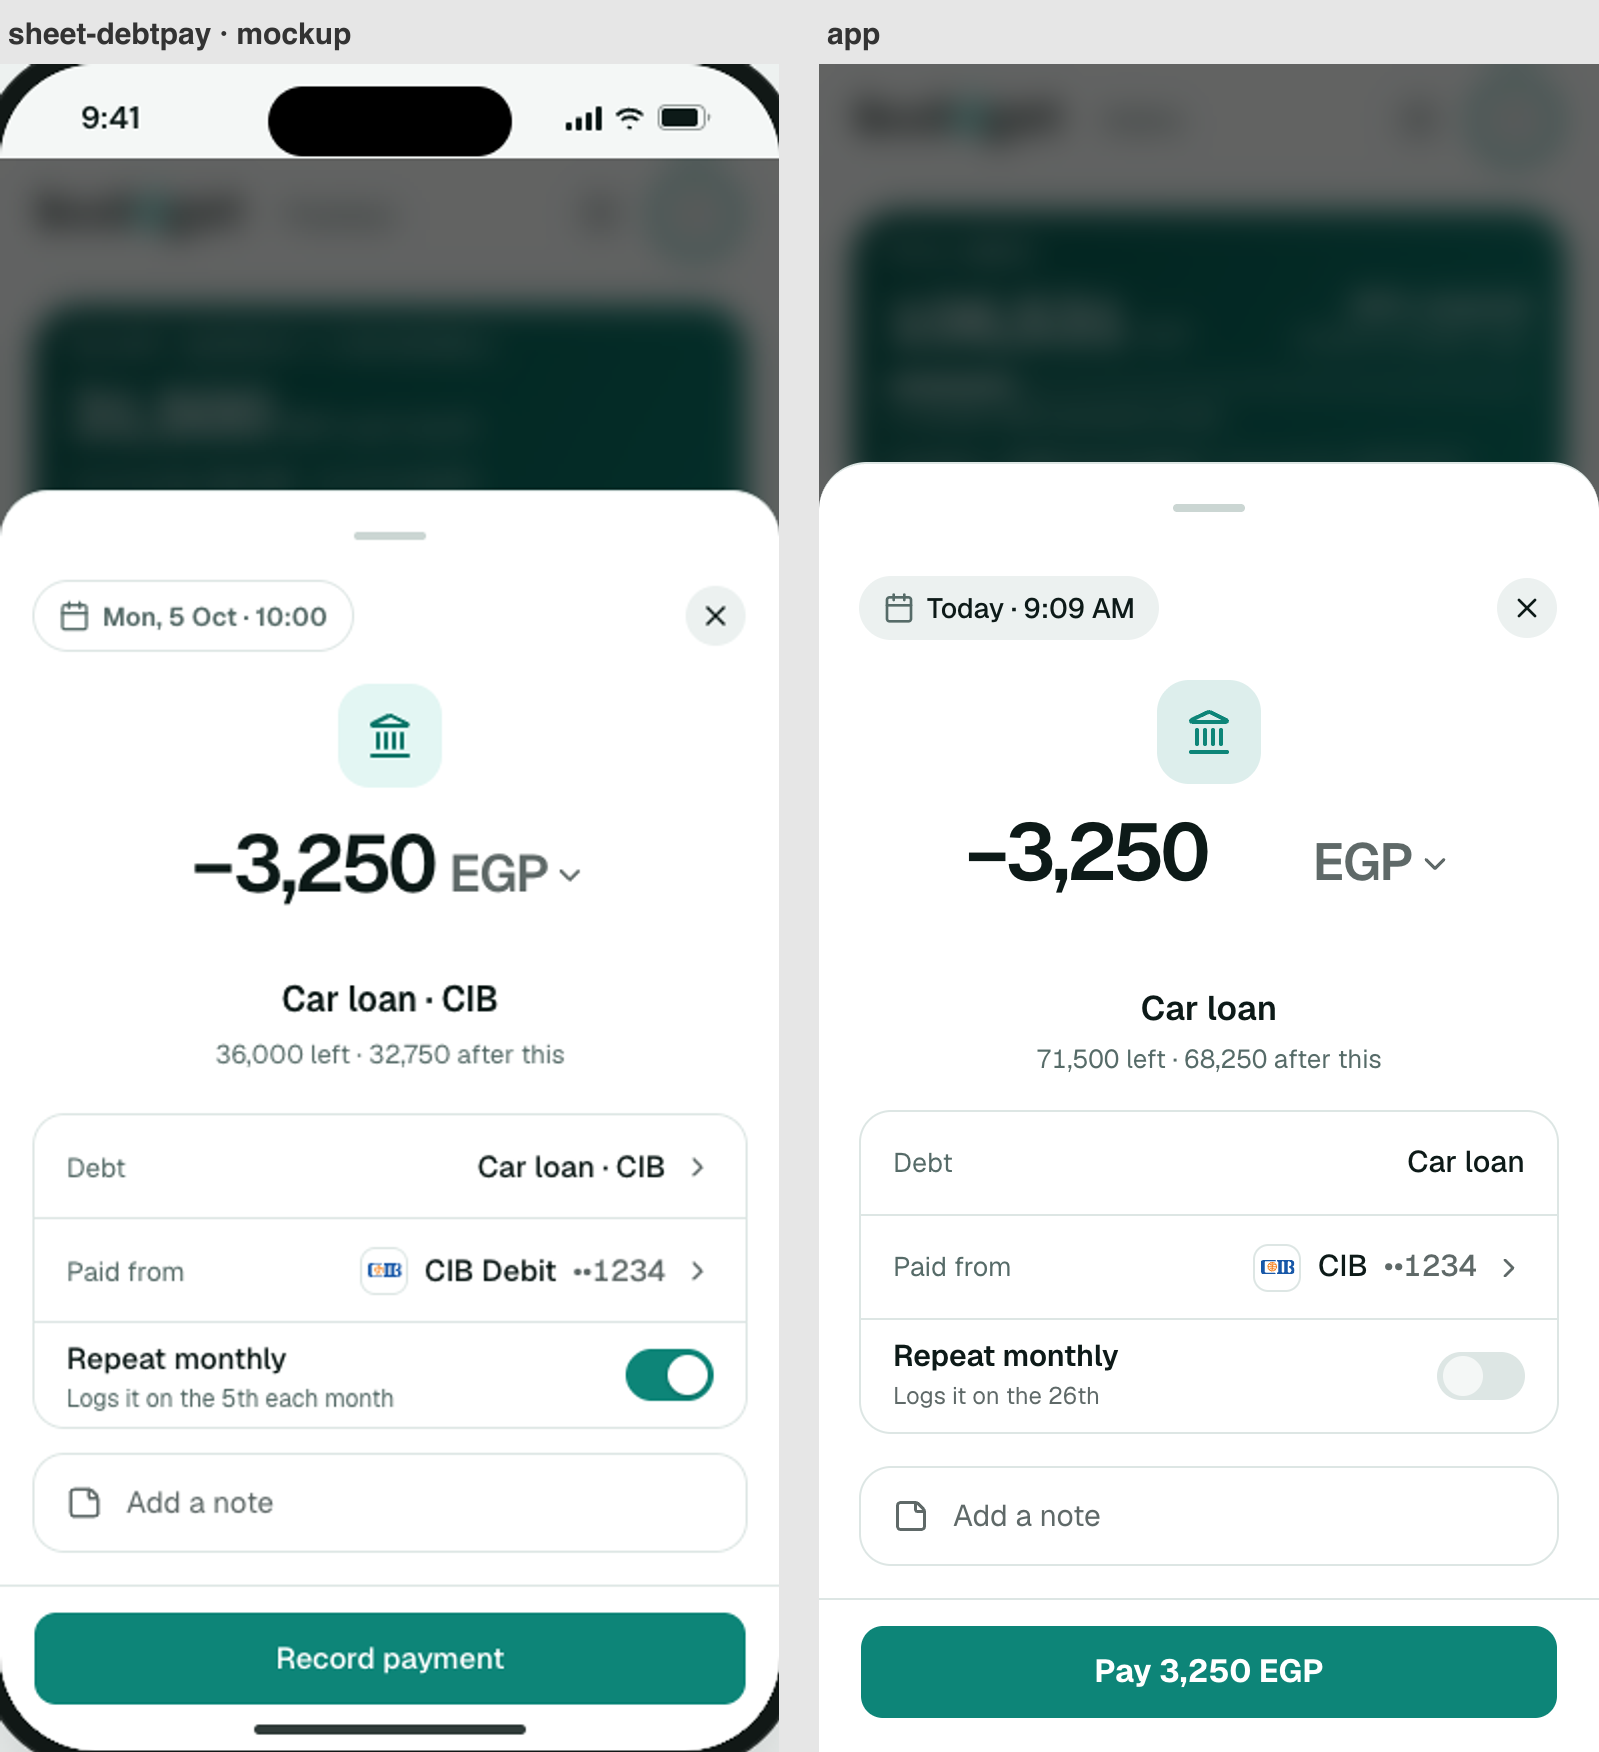 sheet-debtpay · mockup
9:41
Mon, 5 Oct · 10:00
−3,250 EGP
Car loan · CIB
36,000 left · 32,750 after this
Debt
Car loan · CIB
Paid from
CIB
CIB Debit ••1234
Repeat monthly
Logs it on the 5th each month
Add a note
Record payment
app
Today · 9:09 AM
−3,250 EGP
Car loan
71,500 left · 68,250 after this
Debt
Car loan
Paid from
CIB
CIB ••1234
Repeat monthly
Logs it on the 26th
Add a note
Pay 3,250 EGP